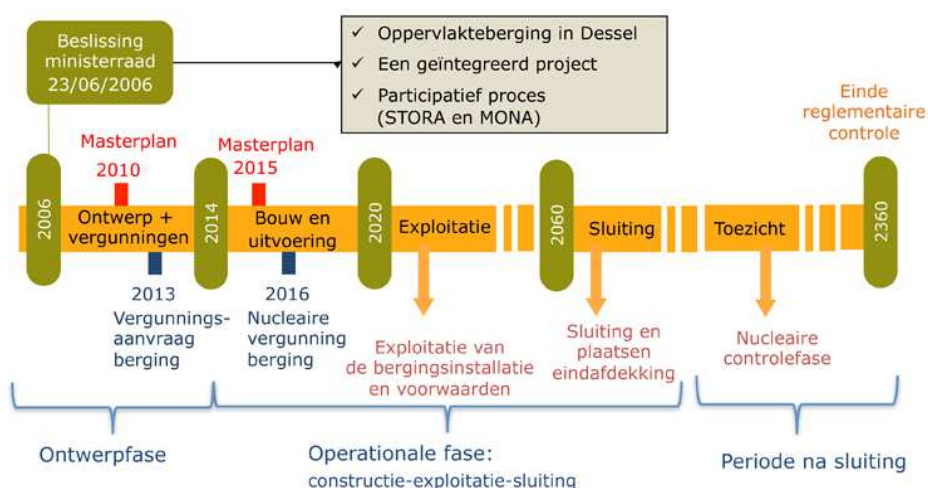 Beslissing
ministerraad
23/06/2006
✓ Oppervlakteberging in Dessel
✓ Een geïntegreerd project
✓ Participatief proces
(STORA en MONA)
Einde
reglementaire
controle
Masterplan
2010
Masterplan
2015
2006
Ontwerp +
vergunningen
2014
Bouw en
uitvoering
2020
Exploitatie
2060
Sluiting
Toezicht
2360
2013
Vergunnings-
aanvraag
berging
2016
Nucleaire
vergunning
berging
Exploitatie van
de bergingsinstallatie
en voorwaarden
Sluiting en
plaatsen
eindafdekking
Nucleaire
controlefase
Ontwerpfase
Operationale fase:
constructie-exploitatie-sluiting
Periode na sluiting